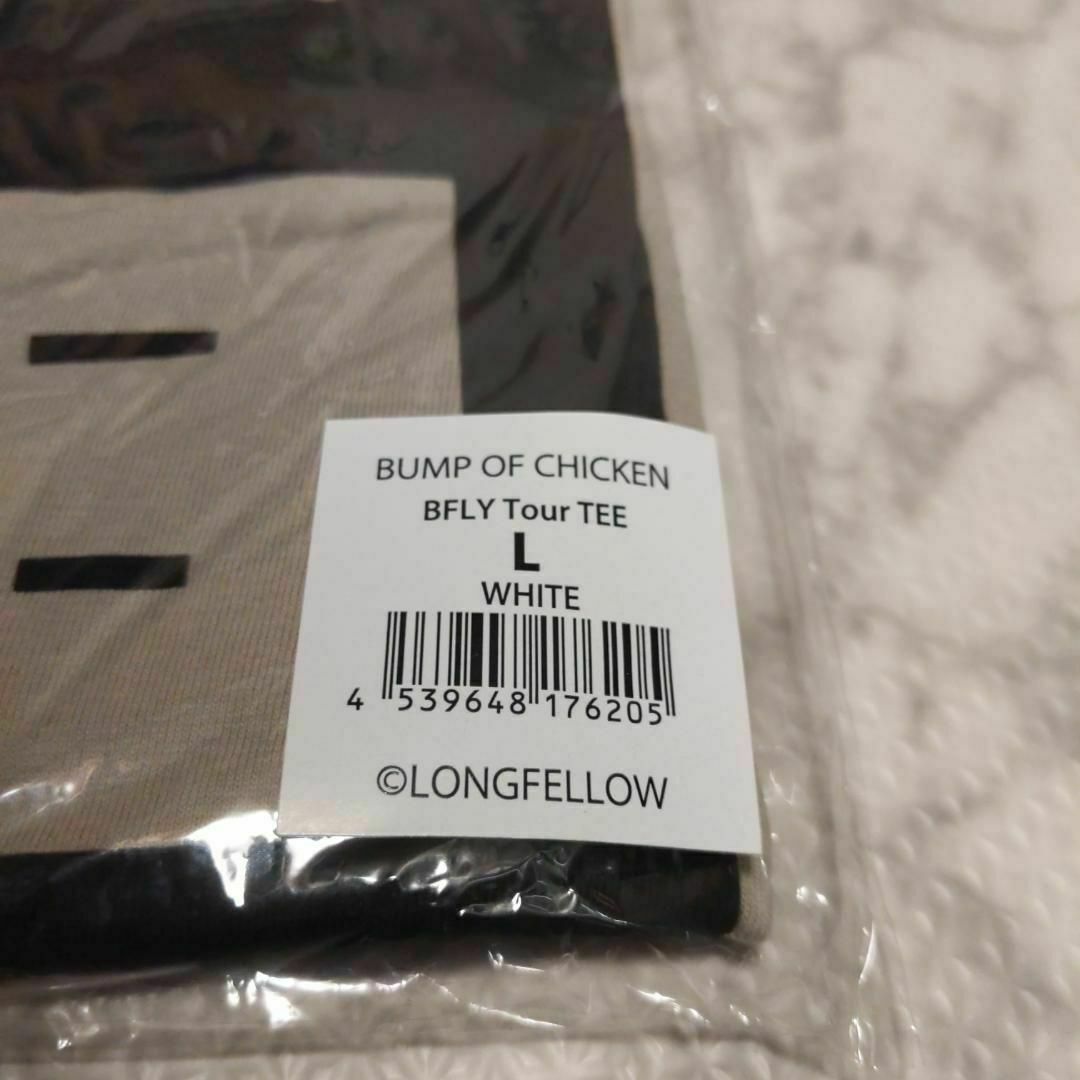 BUMP OF CHICKEN
BFLY Tour TEE
L
WHITE
4 539648 176205
©LONGFELLOW